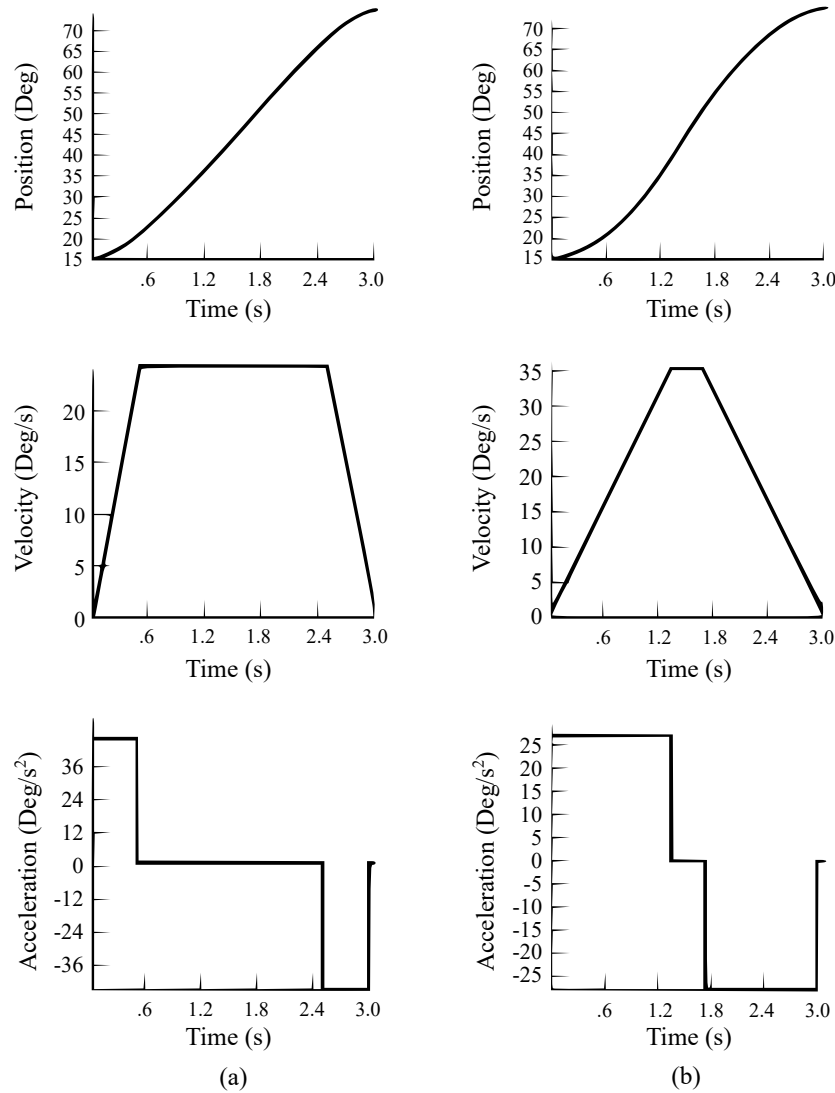 Position (Deg)
70
65
60
55
50
45
40
35
30
25
20
15
.6 1.2 1.8 2.4 3.0
Time (s)
Position (Deg)
70
65
60
55
50
45
40
35
30
25
20
15
.6 1.2 1.8 2.4 3.0
Time (s)
Velocity (Deg/s)
20
15
10
5
0
.6 1.2 1.8 2.4 3.0
Time (s)
Velocity (Deg/s)
35
30
25
20
15
10
5
0
.6 1.2 1.8 2.4 3.0
Time (s)
Acceleration (Deg/s²)
36
24
12
0
-12
-24
-36
.6 1.2 1.8 2.4 3.0
Time (s)
(a)
Acceleration (Deg/s²)
25
20
15
10
5
0
-5
-10
-15
-20
-25
.6 1.2 1.8 2.4 3.0
Time (s)
(b)